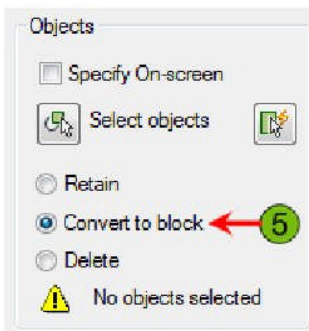 Objects
Specify On-screen
Select objects
Retain
Convert to block 5
Delete
No objects selected